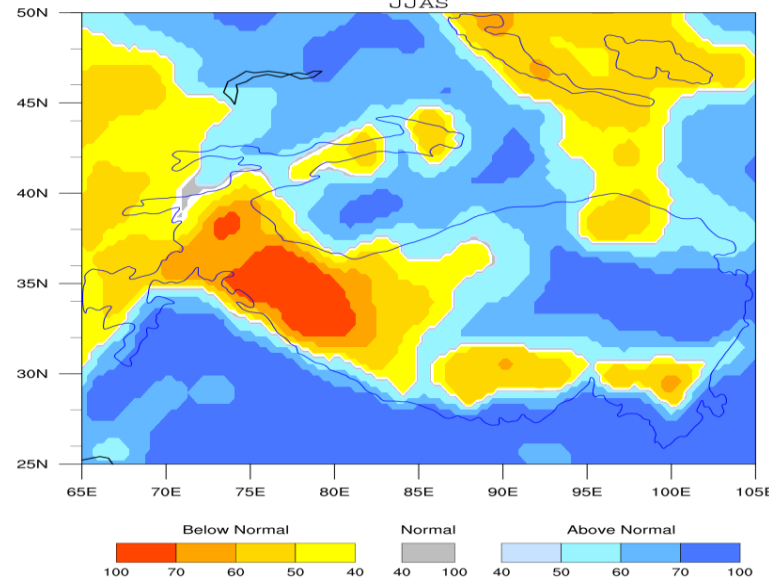 JJAS
50N
45N
40N
35N
30N
25N
65E 70E 75E 80E 85E 90E 95E 100E 105E
Below Normal Normal Above Normal
100 70 60 50 40 40 100 40 50 60 70 100